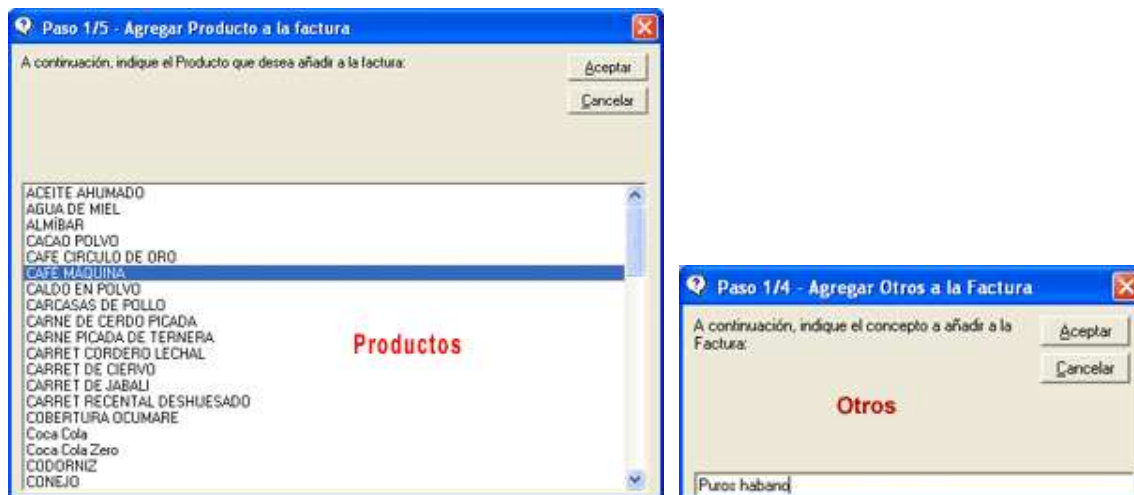 Paso 1/5 - Agregar Producto a la factura
A continuación, indique el Producto que desea añadir a la factura:
Aceptar
Cancelar
ACEITE AHUMADO
AGUA DE MIEL
ALMÍBAR
CACAO POLVO
CAFE CIRCULO DE ORO
CAFÉ MÁQUINA
CALDO EN POLVO
CARCASAS DE POLLO
CARNE DE CERDO PICADA
CARNE PICADA DE TERNERA
CARRET CORDERO LECHAL
CARRET DE CIERVO
CARRET DE JABALI
CARRET RECENTAL DESHUESADO
COBERTURA OCUMARE
Coca Cola
Coca Cola Zero
CODORNIZ
CONEJO
Productos
Paso 1/4 - Agregar Otros a la Factura
A continuación, indique el concepto a añadir a la
Factura:
Aceptar
Cancelar
Otros
Puros habano